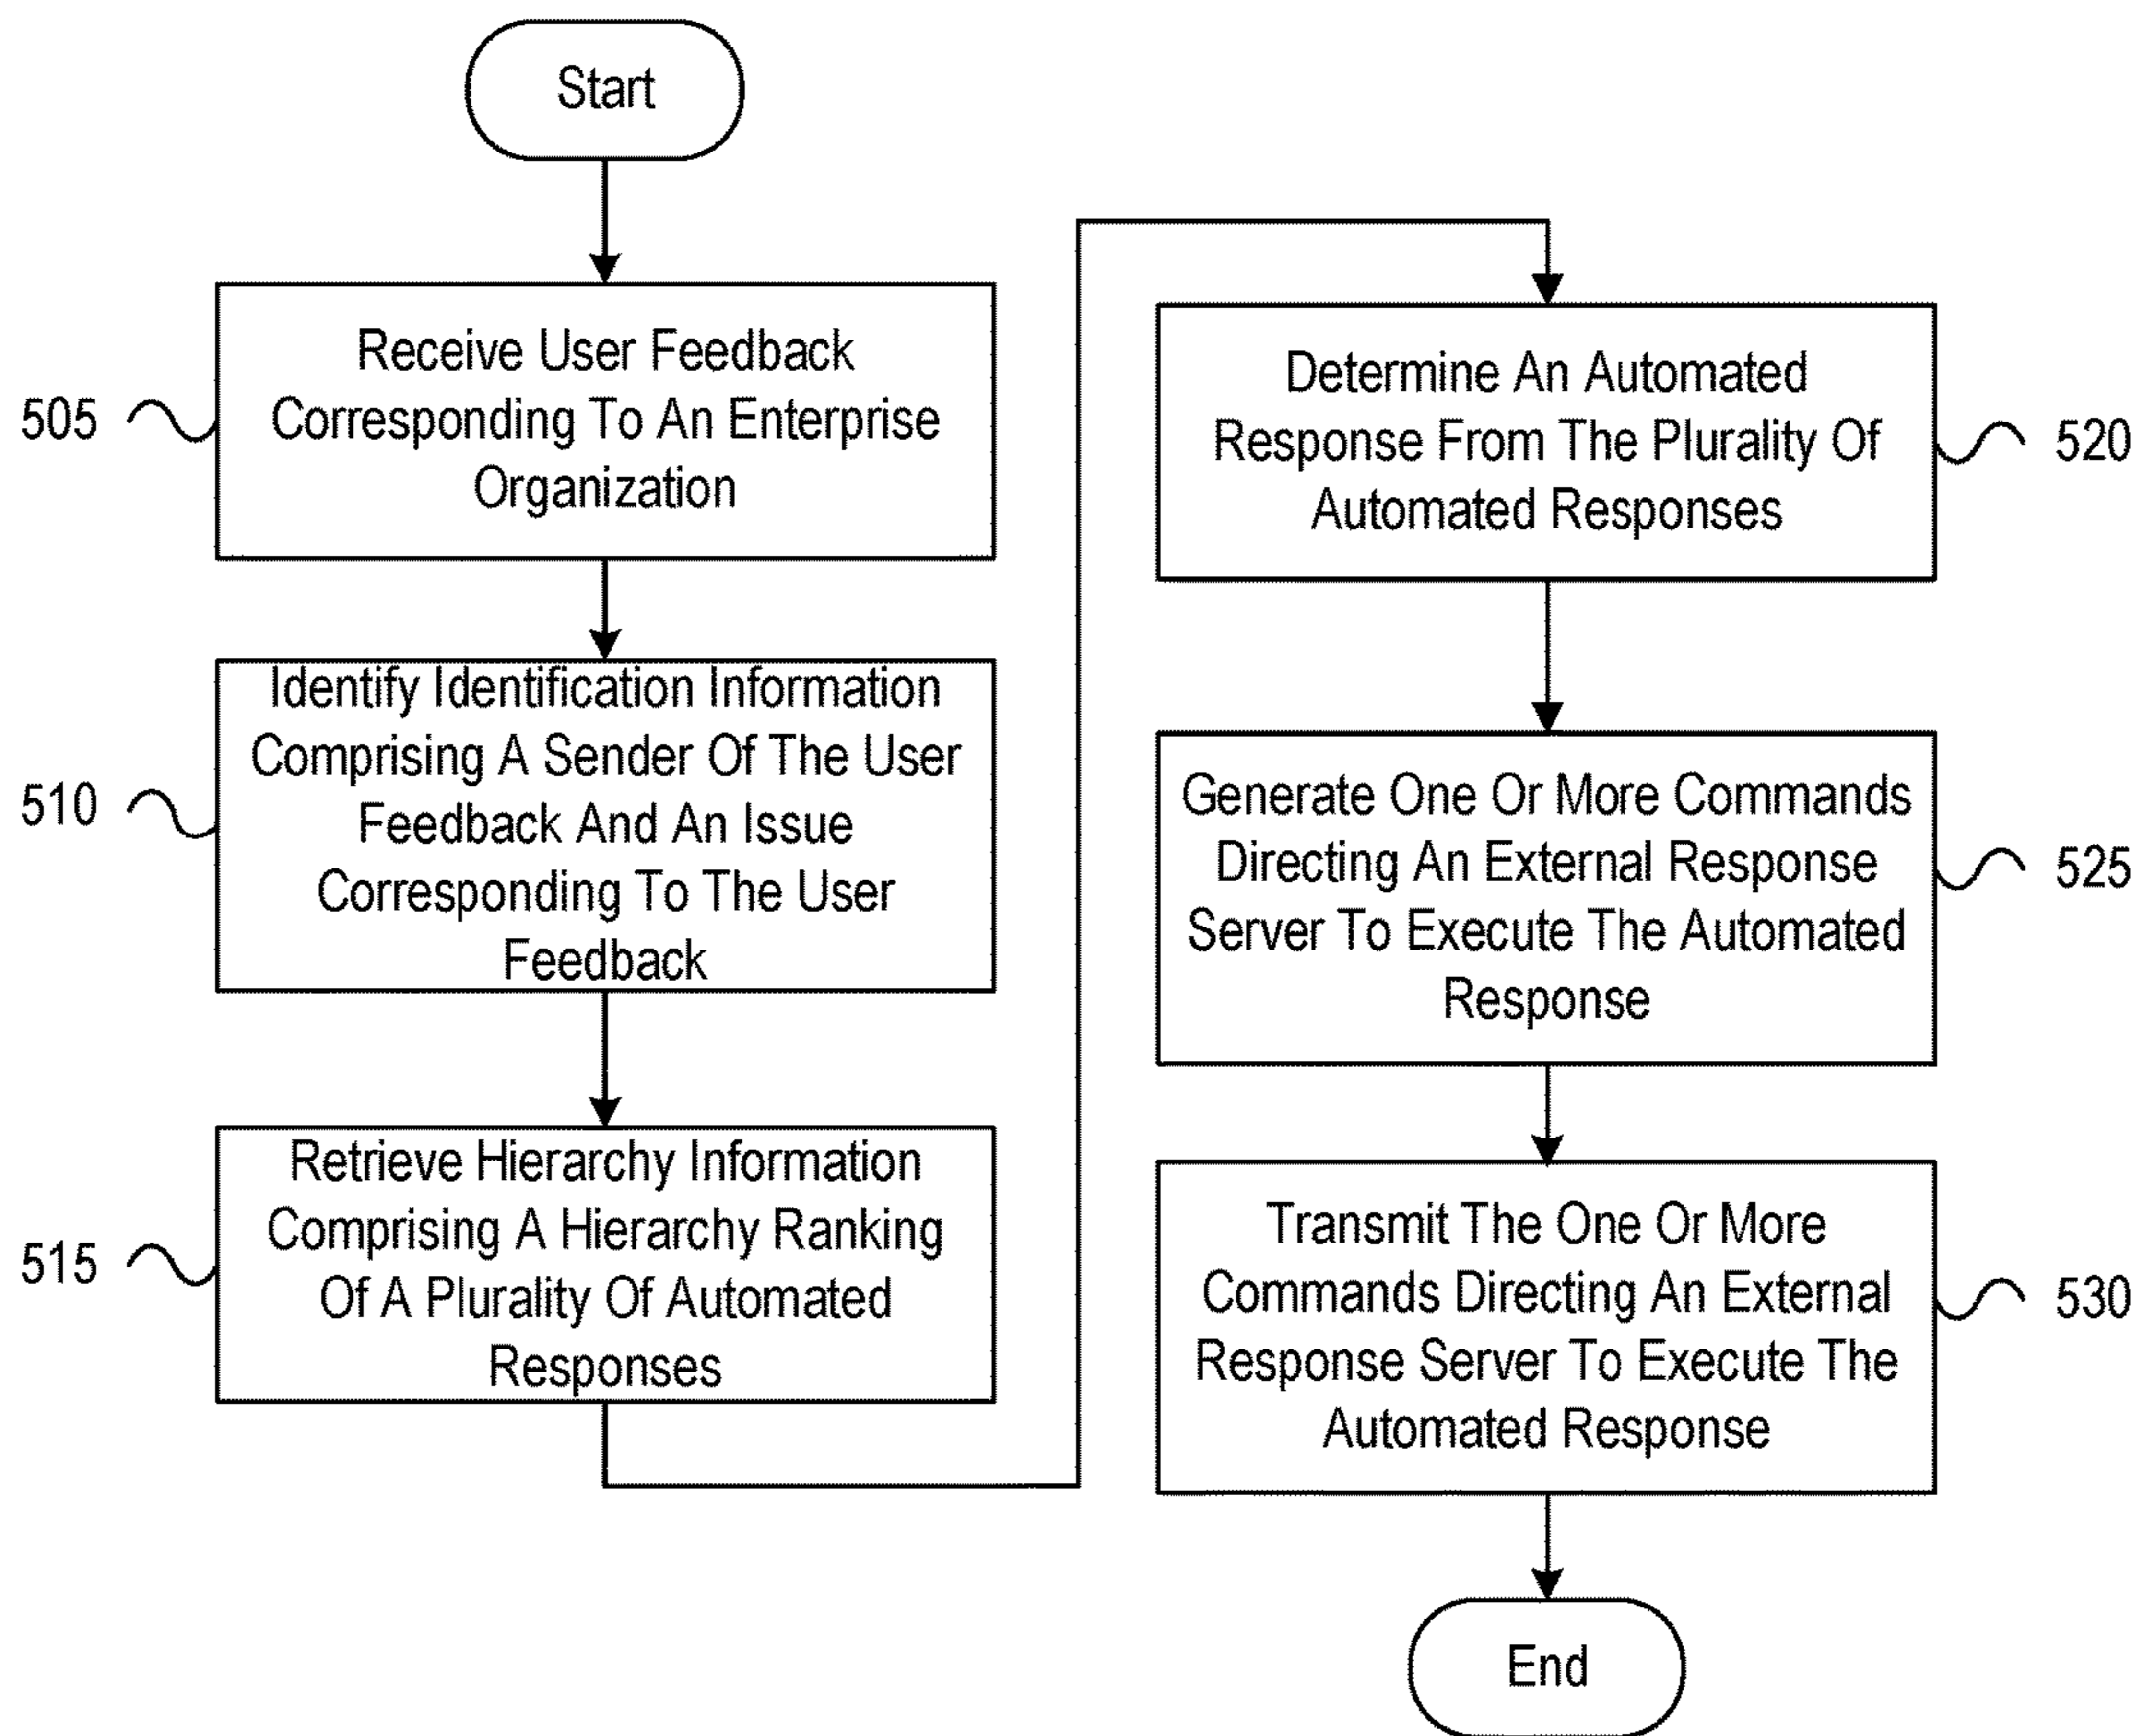 Start
505
Receive User Feedback
Corresponding To An Enterprise
Organization
510
Identify Identification Information
Comprising A Sender Of The User
Feedback And An Issue
Corresponding To The User
Feedback
515
Retrieve Hierarchy Information
Comprising A Hierarchy Ranking
Of A Plurality Of Automated
Responses
Determine An Automated
Response From The Plurality Of
Automated Responses
520
Generate One Or More Commands
Directing An External Response
Server To Execute The Automated
Response
525
Transmit The One Or More
Commands Directing An External
Response Server To Execute The
Automated Response
530
End